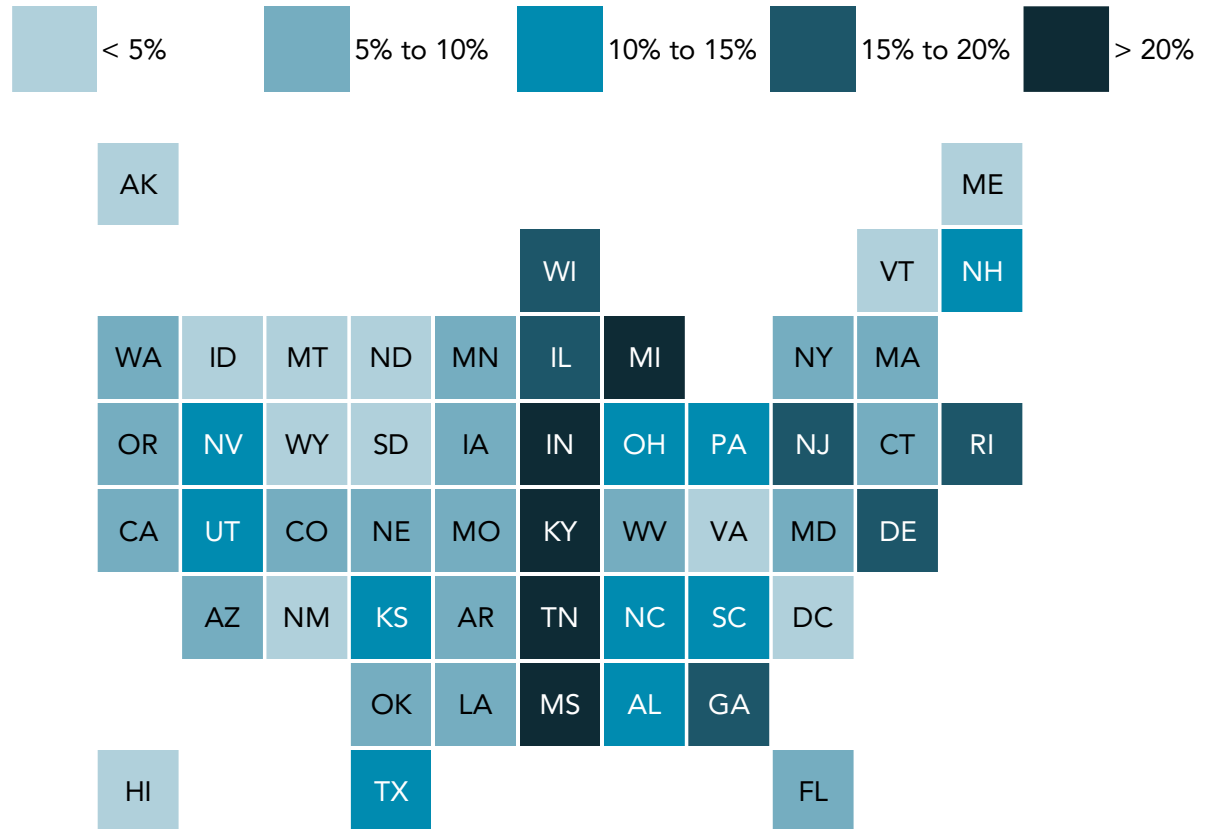 < 5% 5% to 10% 10% to 15% 15% to 20% > 20%
AK ME
WI VT NH
WA ID MT ND MN IL MI NY MA
OR NV WY SD IA IN OH PA NJ CT RI
CA UT CO NE MO KY WV VA MD DE
AZ NM KS AR TN NC SC DC
OK LA MS AL GA
HI TX FL